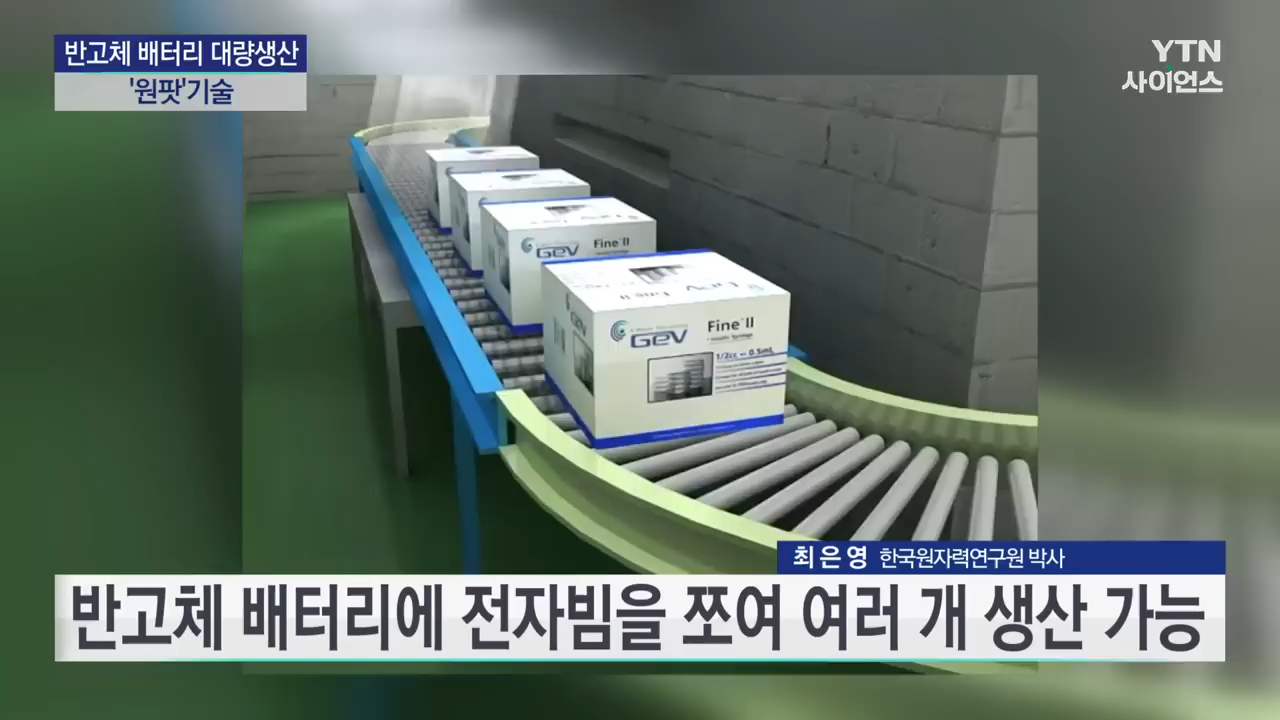 반고체 배터리 대량생산
'원팟'기술
YTN
사이언스
GeV
Fine II
GeV
Fine II
1/2cc ~ 0.5mL
최은영 한국원자력연구원 박사
반고체 배터리에 전자빔을 쪼여 여러 개 생산 가능